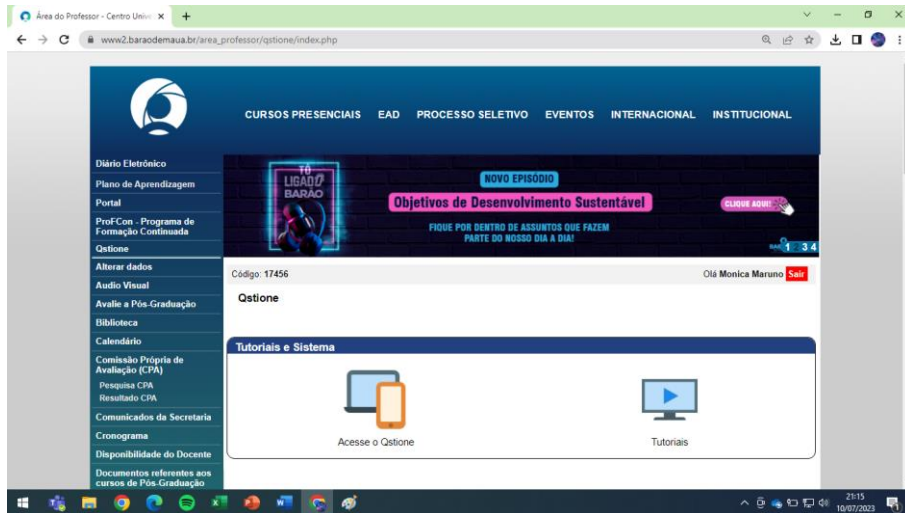 Área do Professor - Centro Unive
www2.baraodemaua.br/area_professor/qstione/index.php
CURSOS PRESENCIAIS EAD PROCESSO SELETIVO EVENTOS INTERNACIONAL INSTITUCIONAL
Diário Eletrônico
Plano de Aprendizagem
Portal
ProFCon - Programa de
Formação Continuada
Qstione
Alterar dados
Audio Visual
Avalie a Pós-Graduação
Biblioteca
Calendário
Comissão Própria de
Avaliação (CPA)
Pesquisa CPA
Resultado CPA
Comunicados da Secretaria
Cronograma
Disponibilidade do Docente
Documentos referentes aos
cursos de Pós-Graduação
TÔ
LIGADO
BARÃO
NOVO EPISÓDIO
Objetivos de Desenvolvimento Sustentável
FIQUE POR DENTRO DE ASSUNTOS QUE FAZEM
PARTE DO NOSSO DIA A DIA!
CLIQUE AQUI!
1 3 4
Código: 17456
Olá Monica Maruno Sair
Qstione
Tutoriais e Sistema
Acesse o Qstione
Tutoriais
21:15
10/07/2023